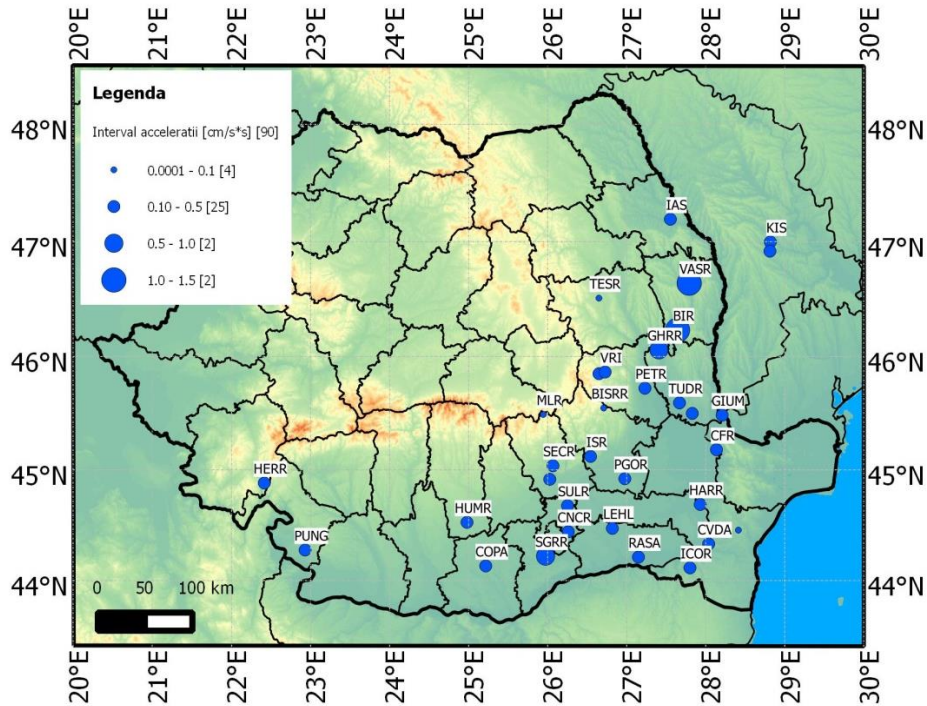 20°E 21°E 22°E 23°E 24°E 25°E 26°E 27°E 28°E 29°E 30°E
Legenda
Interval acceleratii [cm/s*s] [90]
0.0001 - 0.1 [4]
0.10 - 0.5 [25]
0.5 - 1.0 [2]
1.0 - 1.5 [2]
48°N
48°N
IAS
47°N
KIS
47°N
VASR
TESR
BIR
GHRR
46°N
VRI
46°N
PETR
BISRR
TUDR
MLR
GIUM
CFR
ISR
SECR
45°N
PGOR
45°N
HERR
SULR
HARR
HUMR
CNCR
LEHL
CVDA
PUNG
SGRR
RASA
COPA
ICOR
44°N
44°N
0 50 100 km
20°E 21°E 22°E 23°E 24°E 25°E 26°E 27°E 28°E 29°E 30°E